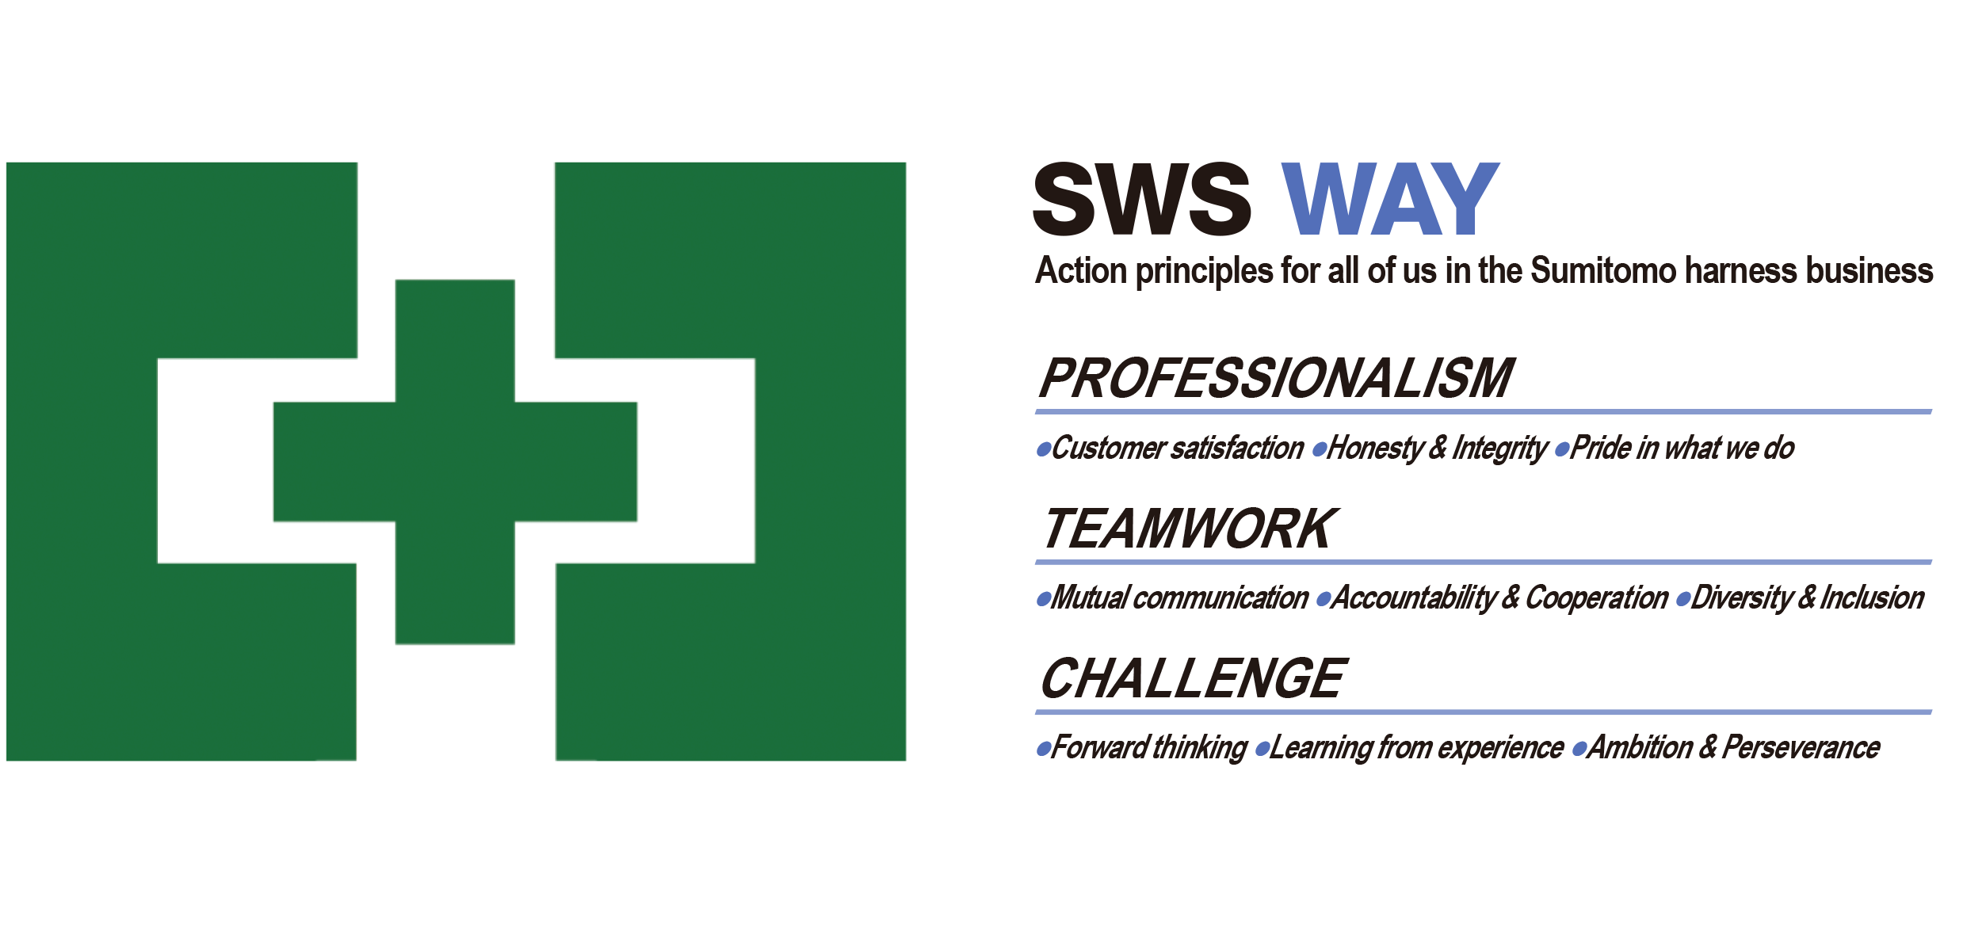 SWS WAY
Action principles for all of us in the Sumitomo harness business
PROFESSIONALISM
●Customer satisfaction ●Honesty & Integrity ●Pride in what we do
TEAMWORK
●Mutual communication ●Accountability & Cooperation ●Diversity & Inclusion
CHALLENGE
●Forward thinking ●Learning from experience ●Ambition & Perseverance